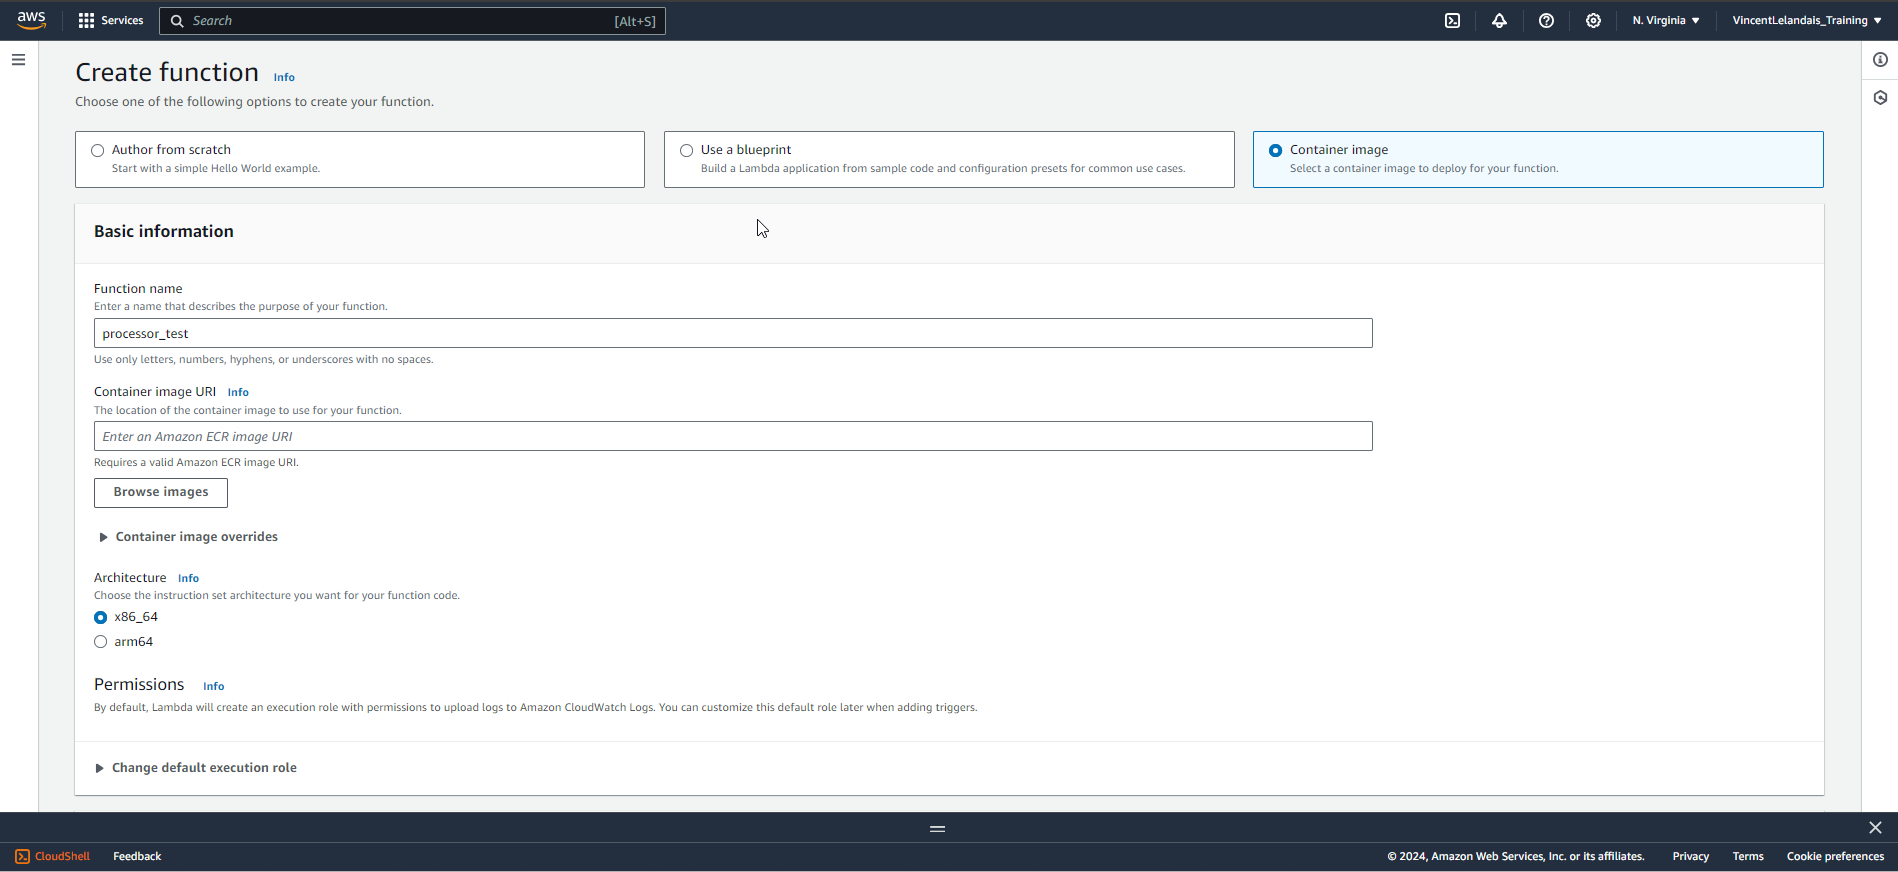 aws Services Search [Alt+S] N. Virginia VincentLelandais_Training
Create function Info
Choose one of the following options to create your function.
Author from scratch
Start with a simple Hello World example.
Use a blueprint
Build a Lambda application from sample code and configuration presets for common use cases.
Container image
Select a container image to deploy for your function.
Basic information
Function name
Enter a name that describes the purpose of your function.
processor_test
Use only letters, numbers, hyphens, or underscores with no spaces.
Container image URI Info
The location of the container image to use for your function.
Enter an Amazon ECR image URI
Requires a valid Amazon ECR image URI.
Browse images
Container image overrides
Architecture Info
Choose the instruction set architecture you want for your function code.
x86_64
arm64
Permissions Info
By default, Lambda will create an execution role with permissions to upload logs to Amazon CloudWatch Logs. You can customize this default role later when adding triggers.
Change default execution role
CloudShell Feedback © 2024, Amazon Web Services, Inc. or its affiliates. Privacy Terms Cookie preferences